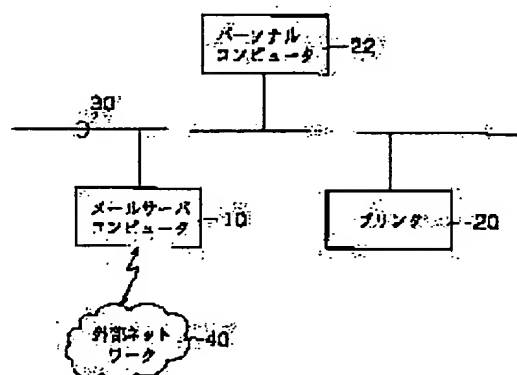 パーソナル
コンピュータ
22
30
メールサーバ
コンピュータ
10
プリンタ
20
外部ネット
ワーク
40